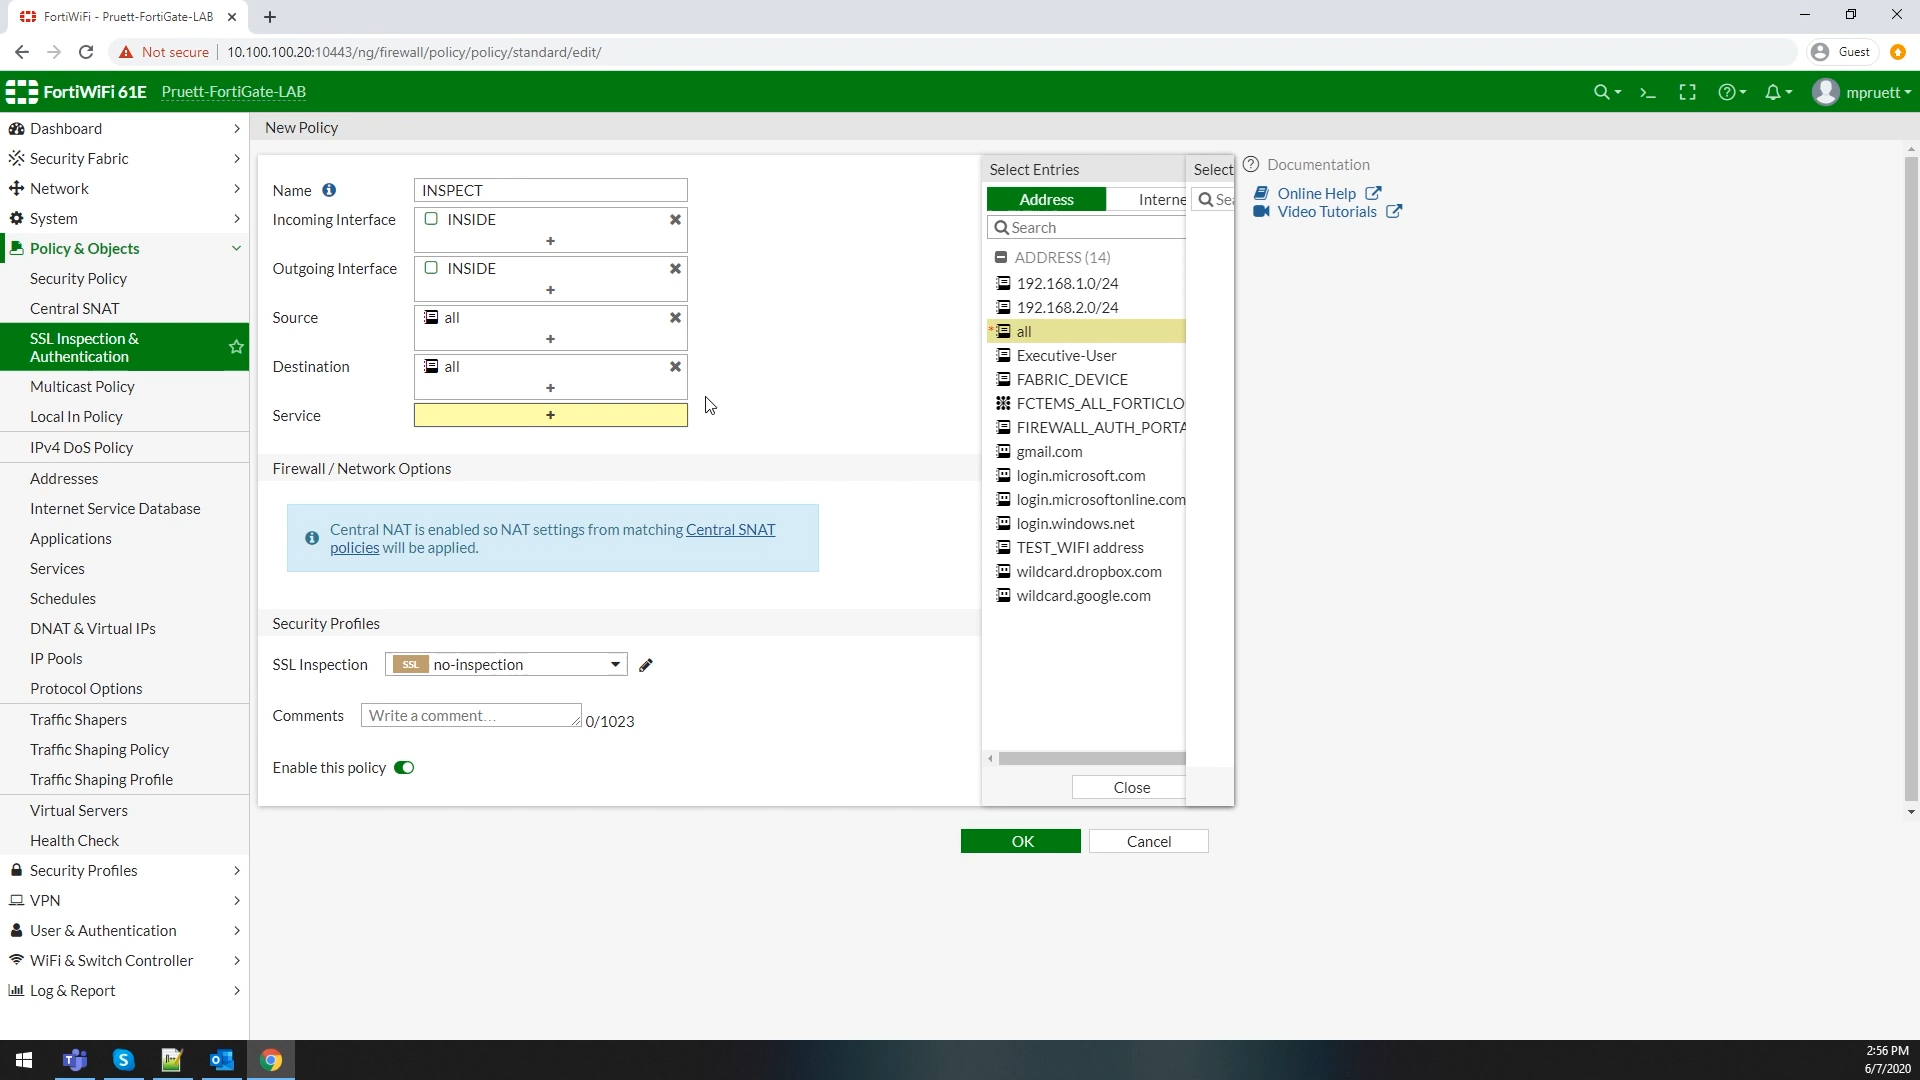 FortiWiFi - Pruett-FortiGate-LAB
Not secure
10.100.100.20:10443/ng/firewall/policy/policy/standard/edit/
Guest
FortiWiFi 61E
Pruett-FortiGate-LAB
mpruett
Dashboard
Security Fabric
Network
System
Policy & Objects
Security Policy
Central SNAT
SSL Inspection &
Authentication
Multicast Policy
Local In Policy
IPv4 DoS Policy
Addresses
Internet Service Database
Applications
Services
Schedules
DNAT & Virtual IPs
IP Pools
Protocol Options
Traffic Shapers
Traffic Shaping Policy
Traffic Shaping Profile
Virtual Servers
Health Check
Security Profiles
VPN
User & Authentication
WiFi & Switch Controller
Log & Report
New Policy
Name
INSPECT
Incoming Interface
INSIDE
+
Outgoing Interface
INSIDE
+
Source
all
+
Destination
all
+
Service
+
Firewall / Network Options
Central NAT is enabled so NAT settings from matching Central SNAT
policies will be applied.
Security Profiles
SSL Inspection
SSL
no-inspection
Comments
Write a comment...
0/1023
Enable this policy
Select Entries
Address
Interne
Search
ADDRESS (14)
192.168.1.0/24
192.168.2.0/24
* all
Executive-User
FABRIC_DEVICE
FCTEMS_ALL_FORTICLO
FIREWALL_AUTH_PORTA
gmail.com
login.microsoft.com
login.microsoftonline.com
login.windows.net
TEST_WIFI address
wildcard.dropbox.com
wildcard.google.com
Close
Select
Sea
OK
Cancel
Documentation
Online Help
Video Tutorials
2:56 PM
6/7/2020